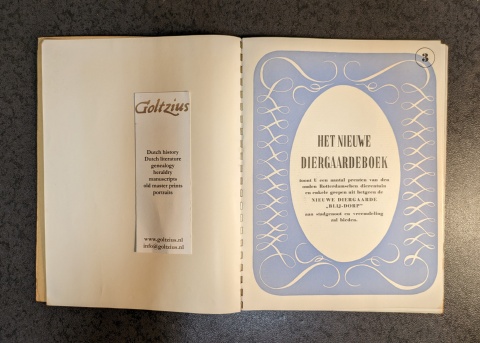 Goltzius
Dutch history
Dutch literature
genealogy
heraldry
manuscripts
old master prints
portraits
www.goltzius.nl
info@goltzius.nl
3
HET NIEUWE
DIERGAARDEBOEK
toont U een aantal prenten van den
ouden Rotterdamschen dierentuin
en enkele grepen uit hetgeen de
NIEUWE DIERGAARDE
„BLIJ-DORP”
aan stadgenoot en vreemdeling
zal bieden.